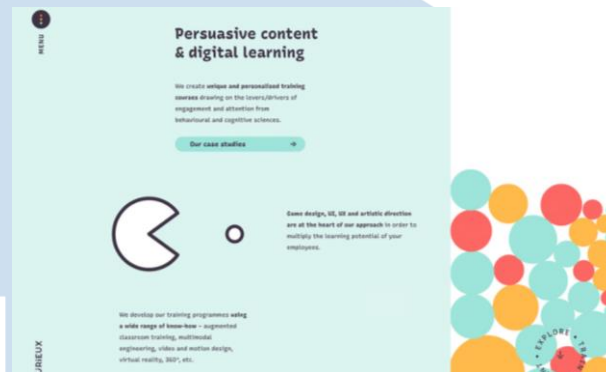 MENU
Persuasive content
& digital learning
We create unique and personalized training
courses drawing on the levers/drivers of
engagement and attention from
behavioural and cognitive sciences.
Our case studies →
Game design, UI, UX and artistic direction
are at the heart of our approach in order to
multiply the learning potential of your
employees.
We develop our training programmes using
a wide range of know-how – augmented
classroom training, multimodal
engineering, video and motion design,
virtual reality, 360°, etc.
URIEUX
• EXPLORE • TRAIN